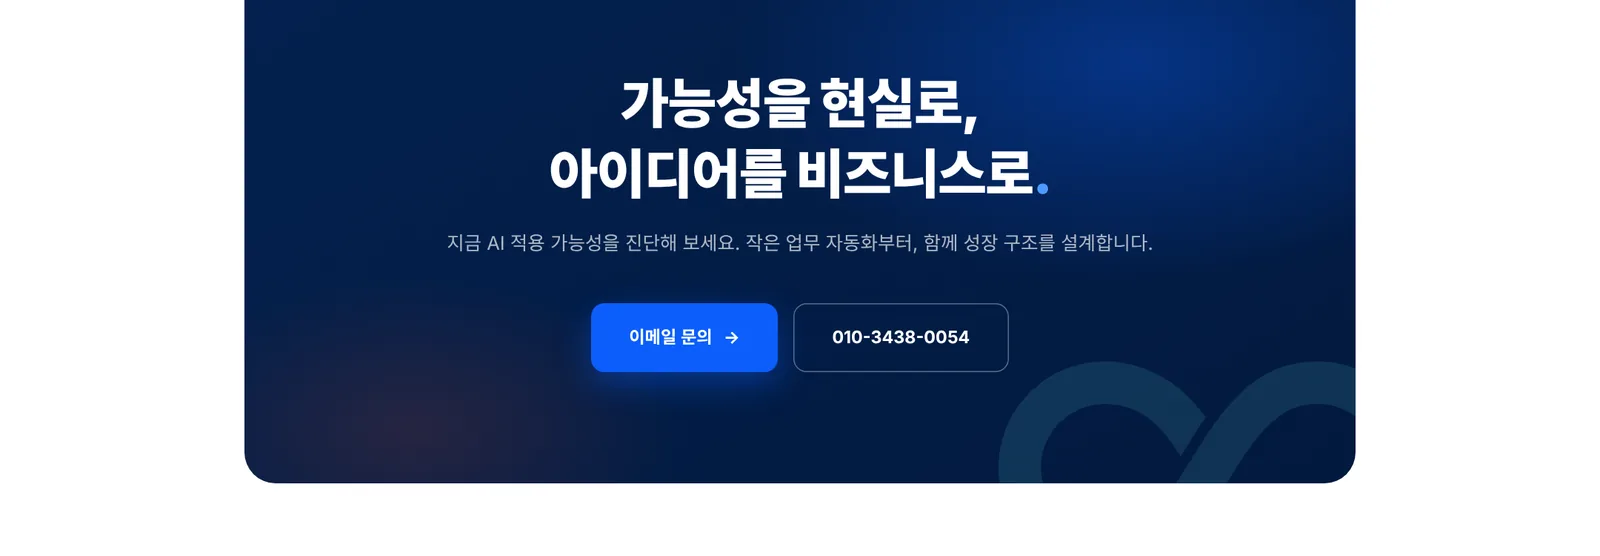 가능성을 현실로,
아이디어를 비즈니스로.
지금 AI 적용 가능성을 진단해 보세요. 작은 업무 자동화부터, 함께 성장 구조를 설계합니다.
이메일 문의 →
010-3438-0054